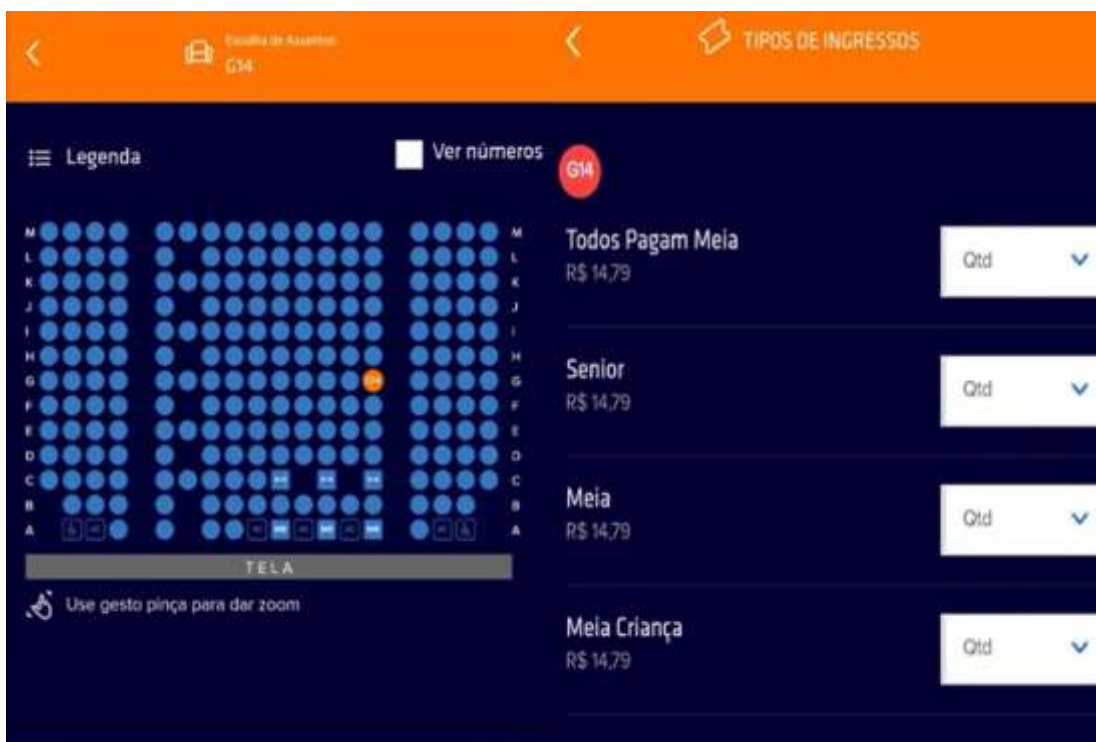 Escolha de Assentos
G14
Legenda
Ver números
M M
L L
K K
J J
I I
H H
G G14 G
F F
E E
D D
C C
B B
A A
TELA
Use gesto pinça para dar zoom
TIPOS DE INGRESSOS
G14
Todos Pagam Meia
R$ 14,79
Qtd
Senior
R$ 14,79
Qtd
Meia
R$ 14,79
Qtd
Meia Criança
R$ 14,79
Qtd